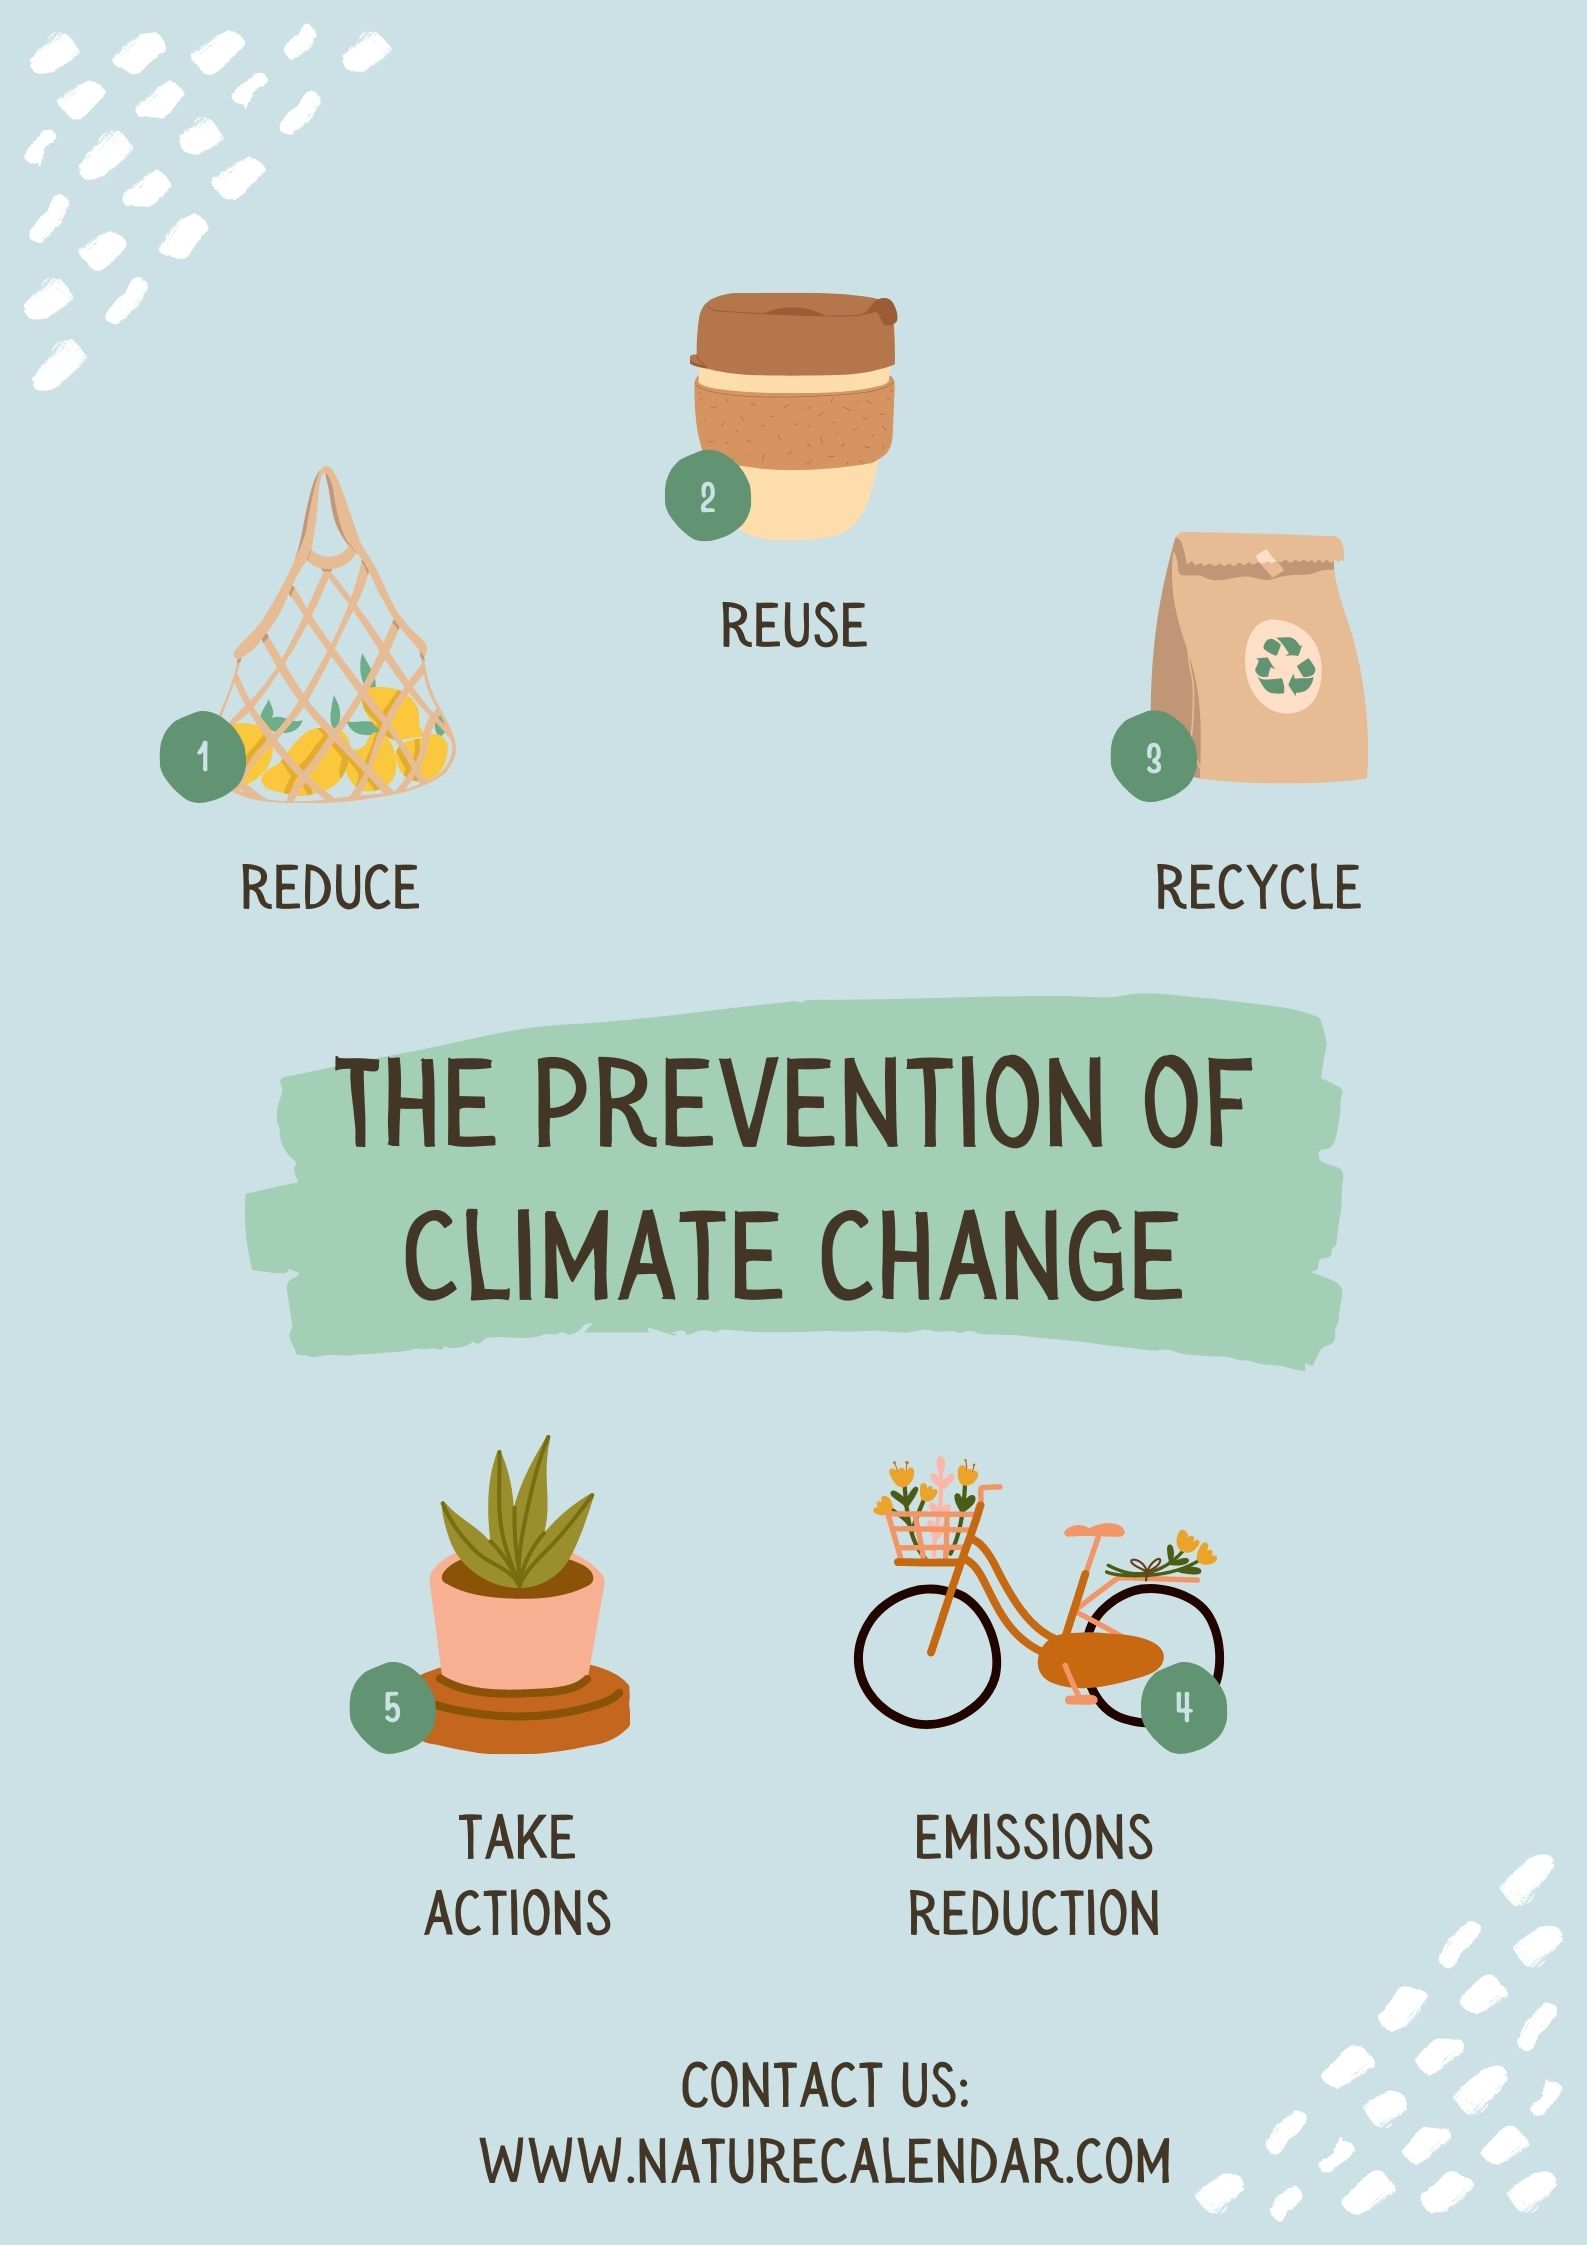 2
REUSE
1
REDUCE
3
RECYCLE
THE PREVENTION OF
CLIMATE CHANGE
5
TAKE
ACTIONS
4
EMISSIONS
REDUCTION
CONTACT US:
WWW.NATURECALENDAR.COM